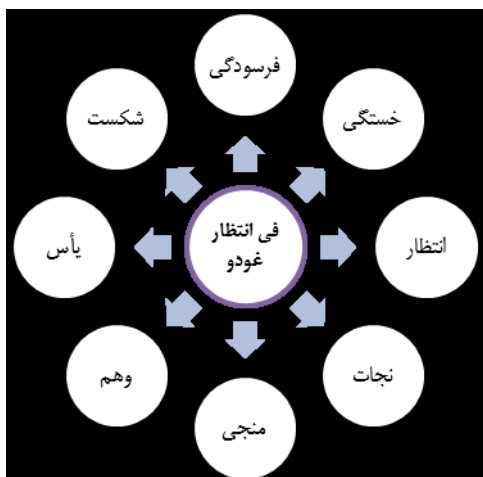 فرسودگی
خستگی
شکست
فی انتظار
غودو
انتظار
یأس
نجات
وهم
منجی